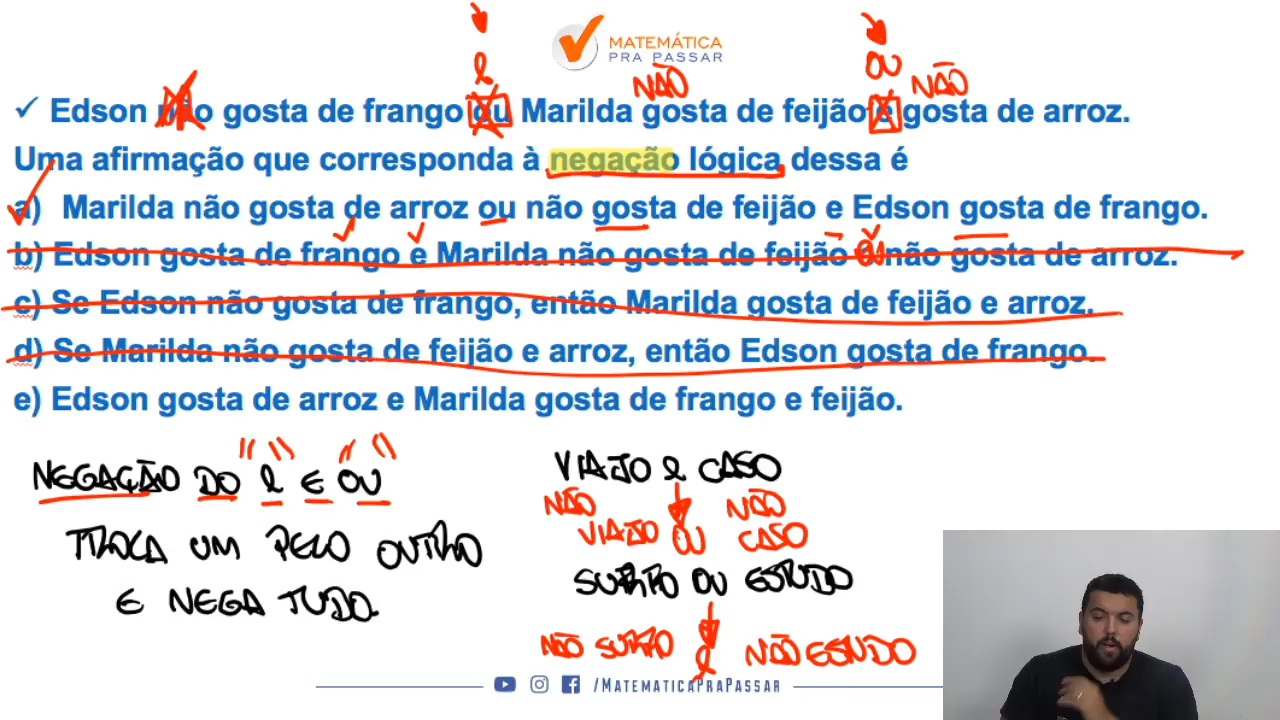 MATEMÁTICA
PRA PASSAR
e
NÃO
OU
NÃO
✓ Edson não gosta de frango ou Marilda gosta de feijão e gosta de arroz.
Uma afirmação que corresponda à negação lógica dessa é
a) Marilda não gosta de arroz ou não gosta de feijão e Edson gosta de frango.
b) Edson gosta de frango e Marilda não gosta de feijão ou não gosta de arroz.
c) Se Edson não gosta de frango, então Marilda gosta de feijão e arroz.
d) Se Marilda não gosta de feijão e arroz, então Edson gosta de frango.
e) Edson gosta de arroz e Marilda gosta de frango e feijão.
NEGAÇÃO DO "e" E "OU"
TROCA UM PELO OUTRO
E NEGA TUDO
VIAJO e CASO
NÃO NÃO
VIAJO OU CASO
SURTO OU ESTUDO
NÃO SURTO e NÃO ESTUDO
/MatematicaPraPassar